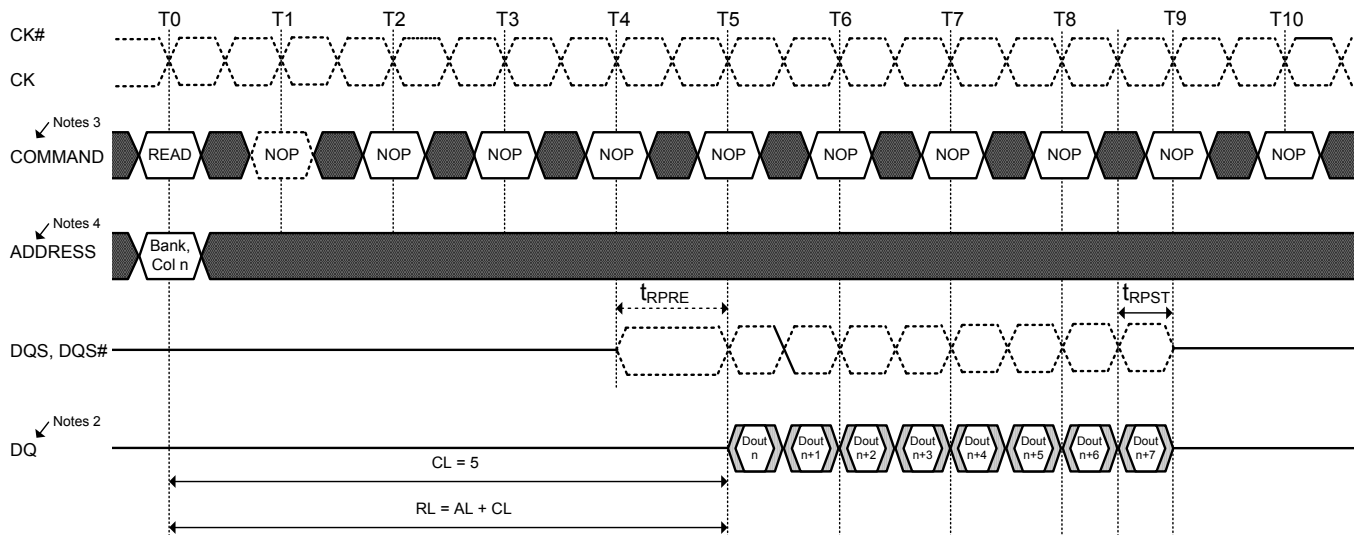 T0 T1 T2 T3 T4 T5 T6 T7 T8 T9 T10
CK#
CK
Notes 3
COMMAND READ NOP NOP NOP NOP NOP NOP NOP NOP NOP NOP
Notes 4
ADDRESS
Bank,
Col n
tRPRE tRPST
DQS, DQS#
Notes 2
DQ
Dout Dout Dout Dout Dout Dout Dout Dout
n n+1 n+2 n+3 n+4 n+5 n+6 n+7
CL = 5
RL = AL + CL